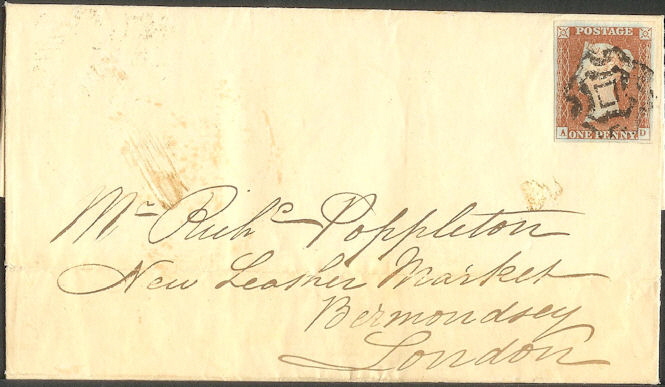 POSTAGE
A ONE PENNY D
Mr Richd Poppleton
New Leather Market
Bermondsey
London